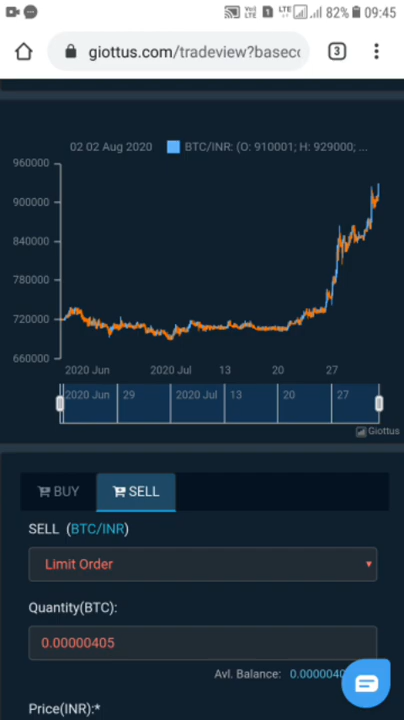 82% 09:45
giottus.com/tradeview?basecc
3
02 02 Aug 2020 BTC/INR: (O: 910001; H: 929000; ...
960000
900000
840000
780000
720000
660000
2020 Jun 2020 Jul 13 20 27
2020 Jun 29 2020 Jul 13 20 27
Giottus
BUY SELL
SELL (BTC/INR)
Limit Order
Quantity(BTC):
0.00000405
Avl. Balance: 0.0000040
Price(INR):*